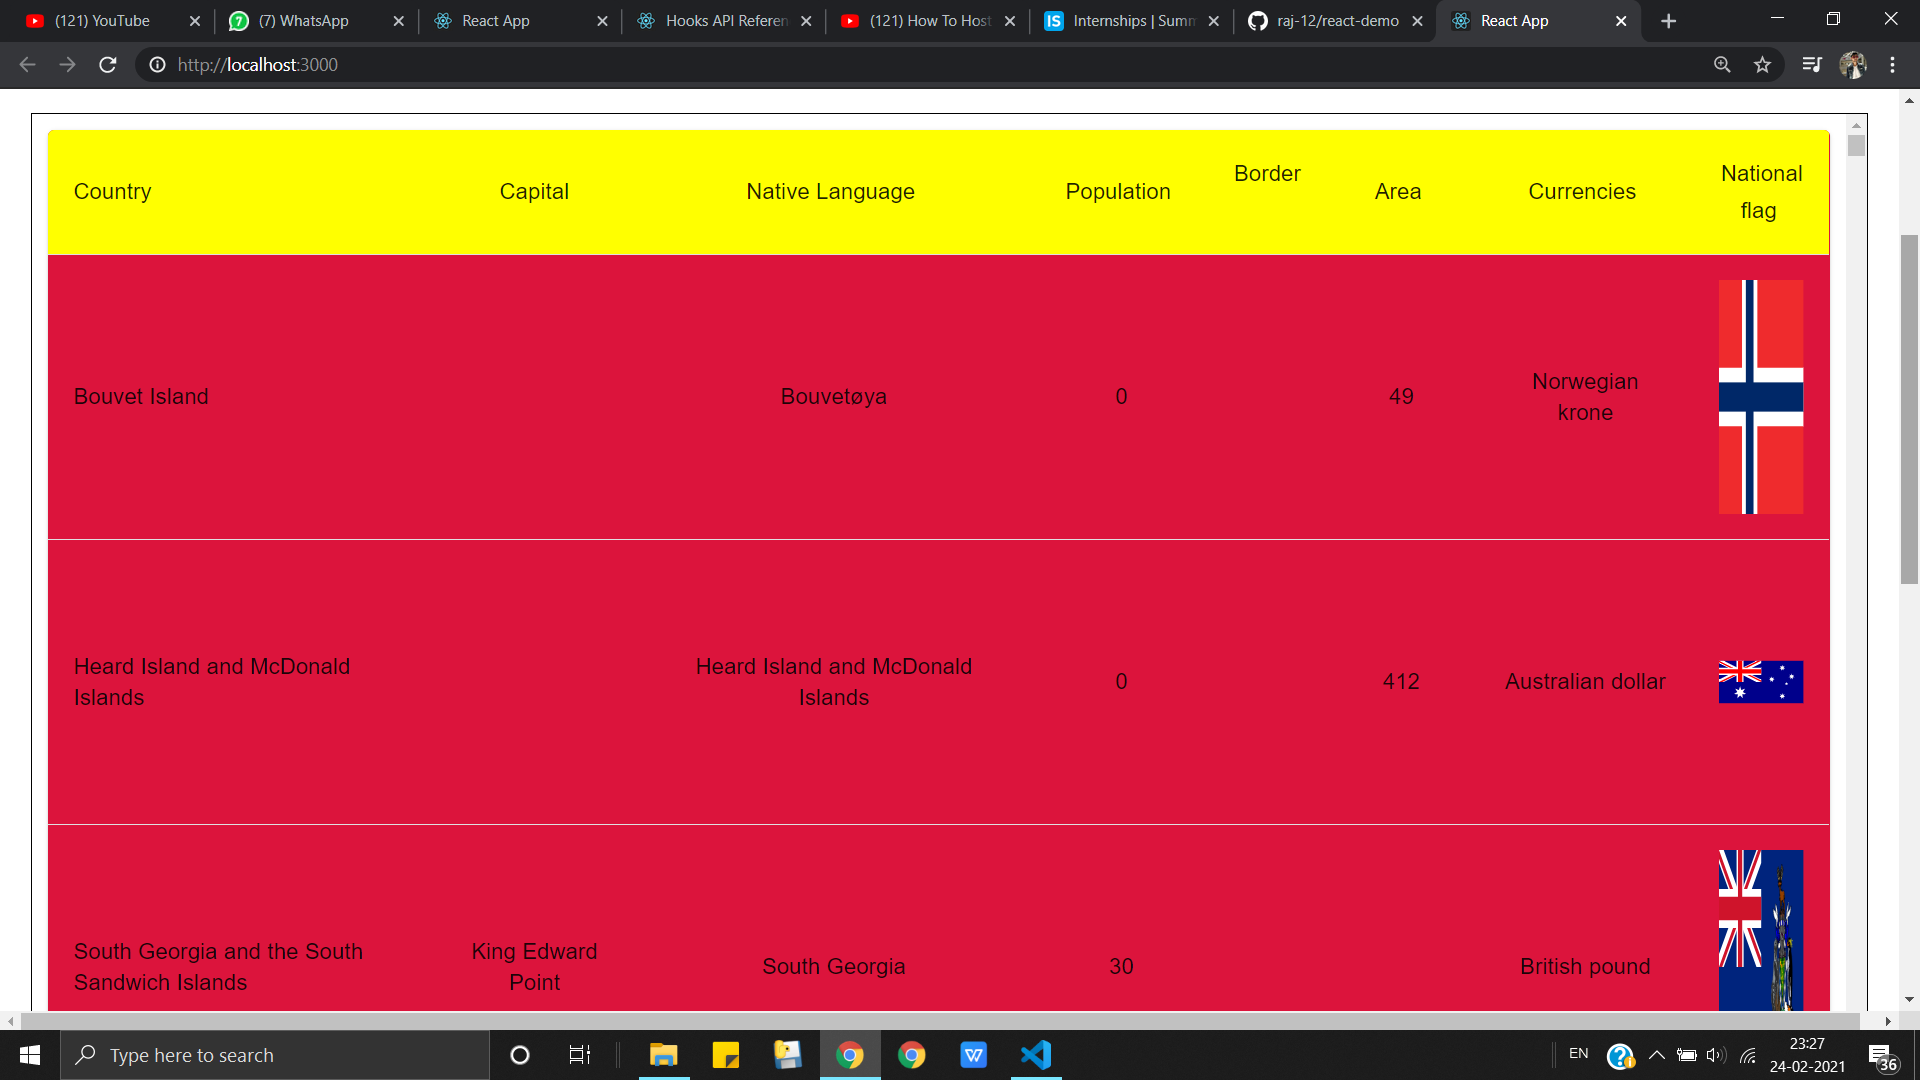 (121) YouTube
(7) WhatsApp
React App
Hooks API Referen
(121) How To Host
IS Internships | Summ
raj-12/react-demo
React App
http://localhost:3000
Country
Capital
Native Language
Population
Border
Area
Currencies
National
flag
Bouvet Island
Bouvetøya
0
49
Norwegian
krone
Heard Island and McDonald
Islands
Heard Island and McDonald
Islands
0
412
Australian dollar
South Georgia and the South
Sandwich Islands
King Edward
Point
South Georgia
30
British pound
Type here to search
EN
23:27
24-02-2021
36